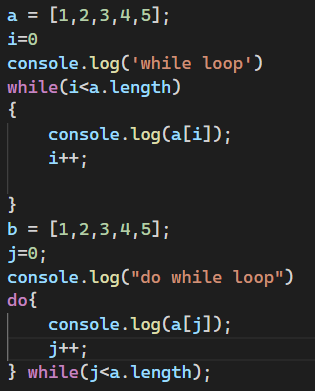 a = [1,2,3,4,5];
i=0
console.log('while loop')
while(i<a.length)
{
    console.log(a[i]);
    i++;
}
b = [1,2,3,4,5];
j=0;
console.log("do while loop")
do{
    console.log(a[j]);
    j++;
} while(j<a.length);